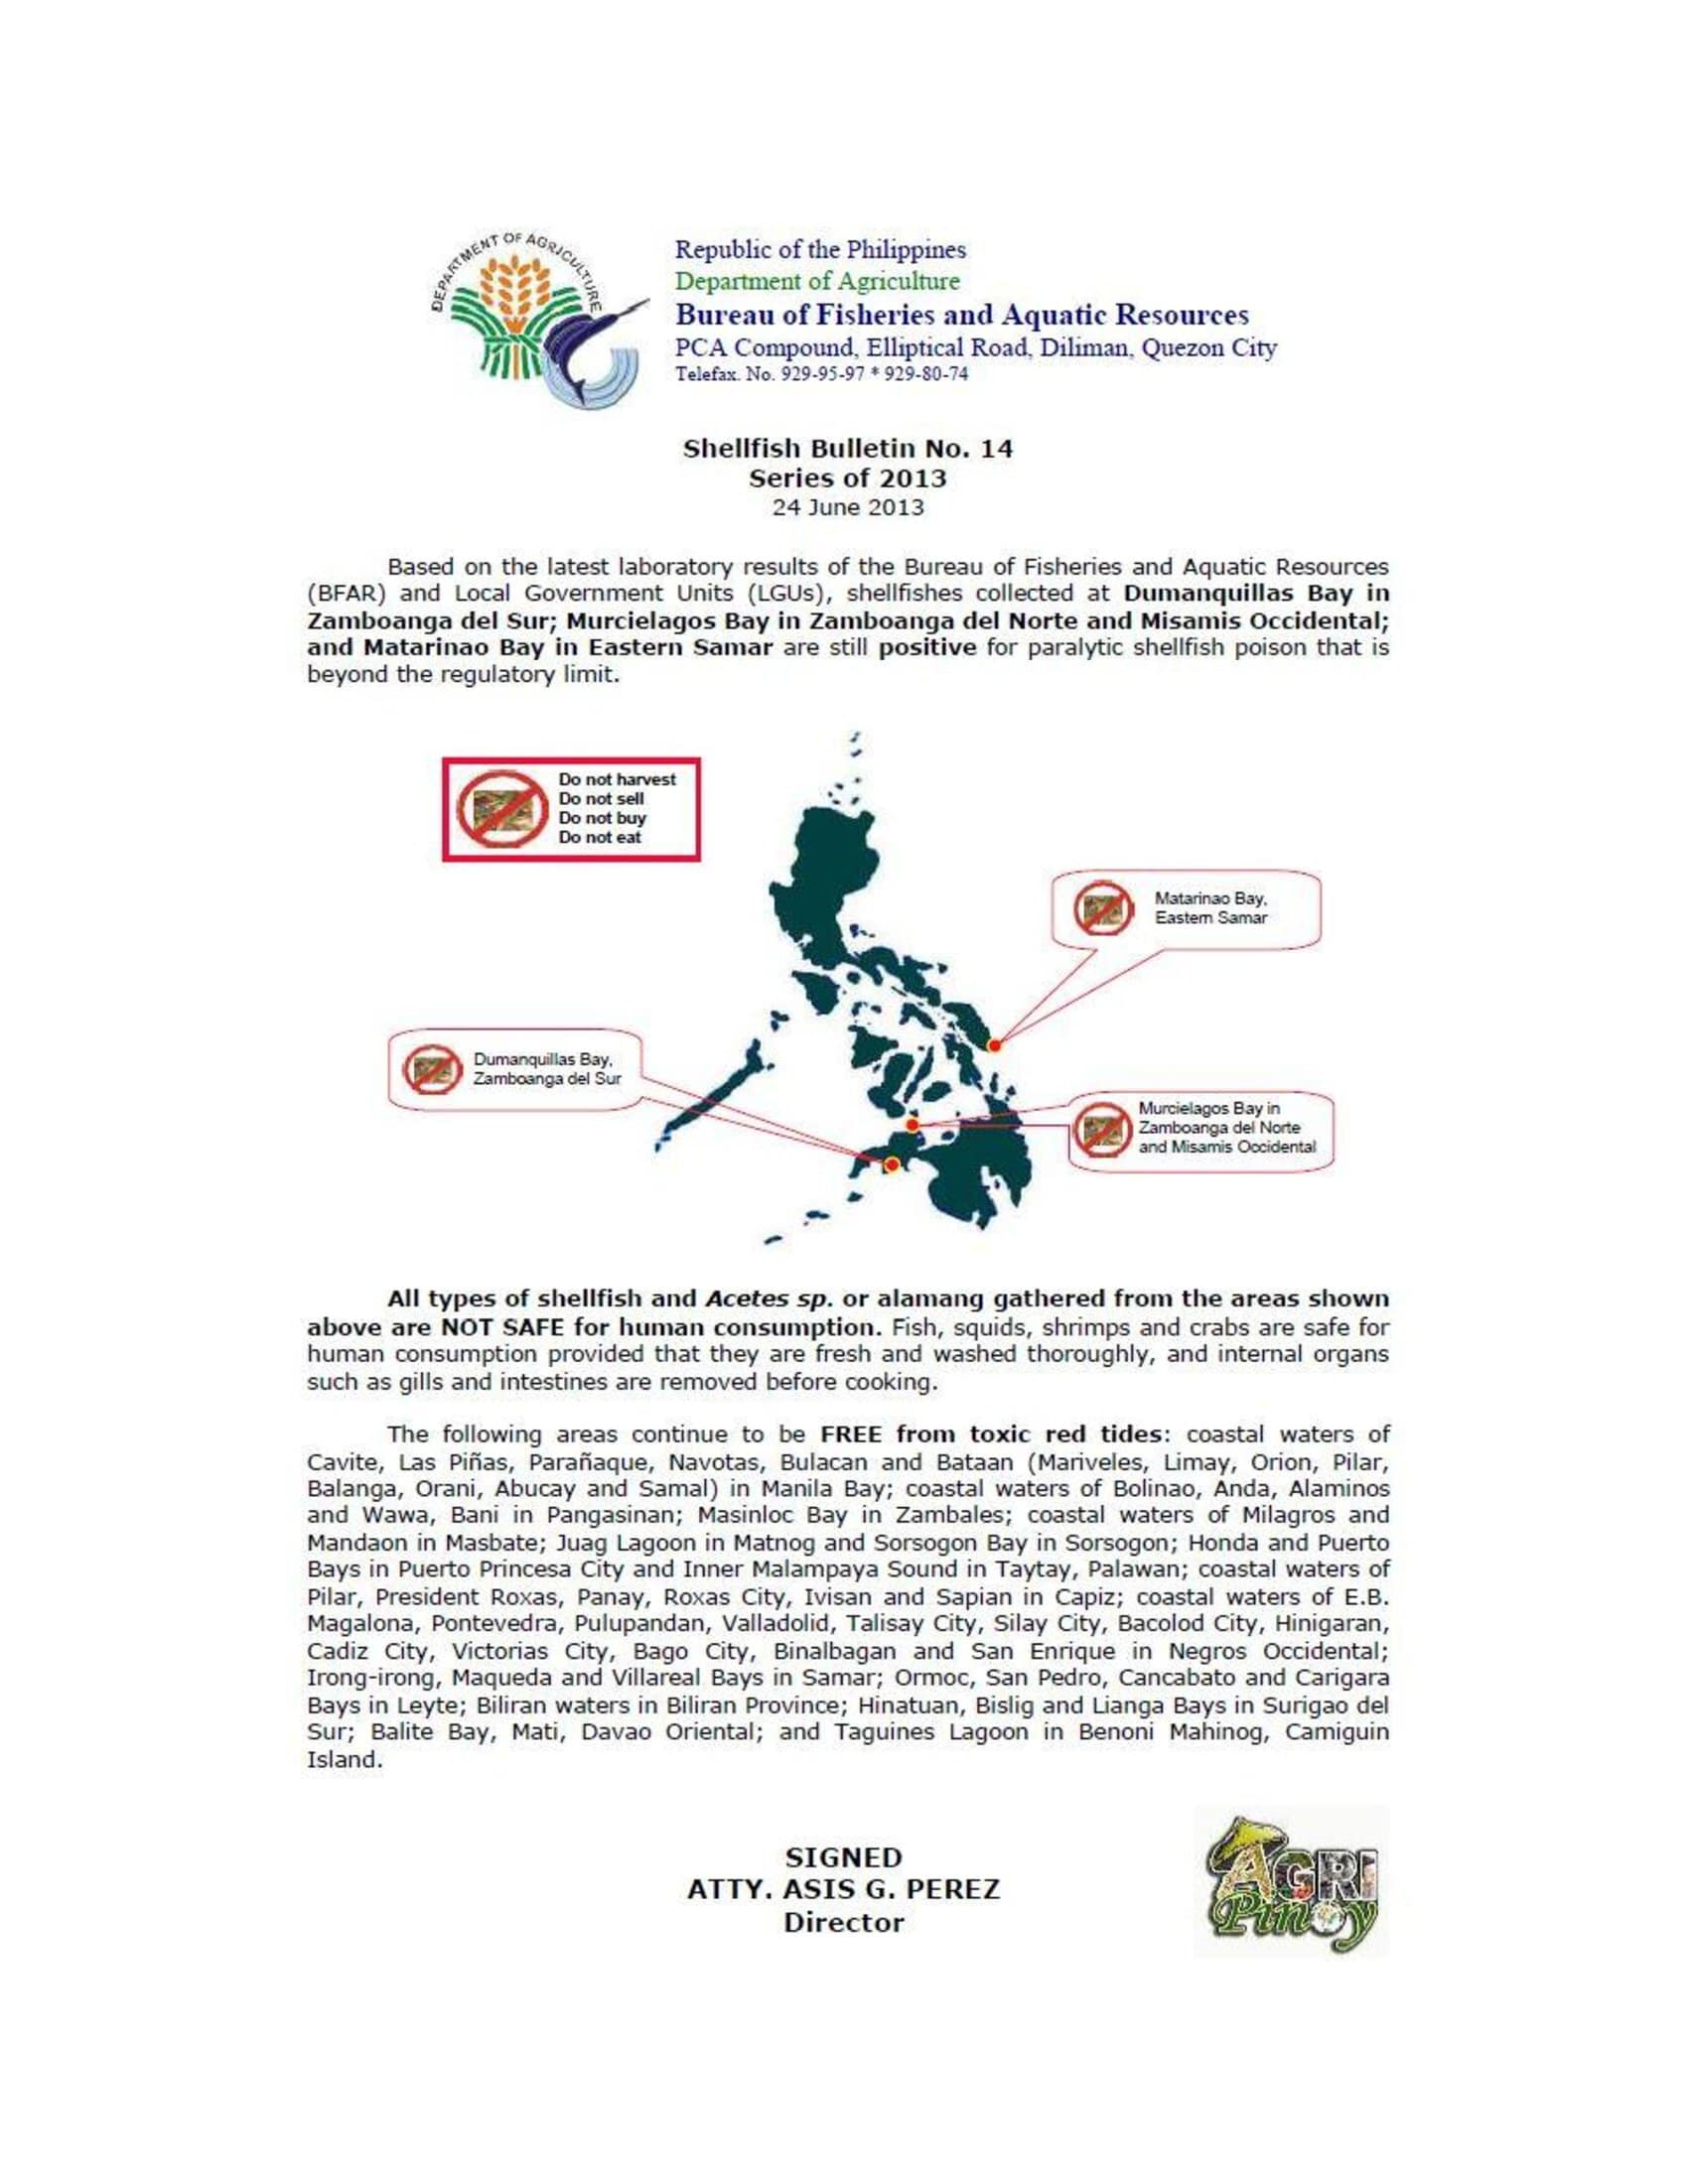 DEPARTMENT OF AGRICULTURE
Republic of the Philippines
Department of Agriculture
Bureau of Fisheries and Aquatic Resources
PCA Compound, Elliptical Road, Diliman, Quezon City
Telefax. No. 929-95-97 * 929-80-74
Shellfish Bulletin No. 14
Series of 2013
24 June 2013
Based on the latest laboratory results of the Bureau of Fisheries and Aquatic Resources
(BFAR) and Local Government Units (LGUs), shellfishes collected at Dumanquillas Bay in
Zamboanga del Sur; Murcielagos Bay in Zamboanga del Norte and Misamis Occidental;
and Matarinao Bay in Eastern Samar are still positive for paralytic shellfish poison that is
beyond the regulatory limit.
Do not harvest
Do not sell
Do not buy
Do not eat
Matarinao Bay,
Eastern Samar
Dumanquillas Bay,
Zamboanga del Sur
Murcielagos Bay in
Zamboanga del Norte
and Misamis Occidental
All types of shellfish and Acetes sp. or alamang gathered from the areas shown
above are NOT SAFE for human consumption. Fish, squids, shrimps and crabs are safe for
human consumption provided that they are fresh and washed thoroughly, and internal organs
such as gills and intestines are removed before cooking.
The following areas continue to be FREE from toxic red tides: coastal waters of
Cavite, Las Piñas, Parañaque, Navotas, Bulacan and Bataan (Mariveles, Limay, Orion, Pilar,
Balanga, Orani, Abucay and Samal) in Manila Bay; coastal waters of Bolinao, Anda, Alaminos
and Wawa, Bani in Pangasinan; Masinloc Bay in Zambales; coastal waters of Milagros and
Mandaon in Masbate; Juag Lagoon in Matnog and Sorsogon Bay in Sorsogon; Honda and Puerto
Bays in Puerto Princesa City and Inner Malampaya Sound in Taytay, Palawan; coastal waters of
Pilar, President Roxas, Panay, Roxas City, Ivisan and Sapian in Capiz; coastal waters of E.B.
Magalona, Pontevedra, Pulupandan, Valladolid, Talisay City, Silay City, Bacolod City, Hinigaran,
Cadiz City, Victorias City, Bago City, Binalbagan and San Enrique in Negros Occidental;
Irong-irong, Maqueda and Villareal Bays in Samar; Ormoc, San Pedro, Cancabato and Carigara
Bays in Leyte; Biliran waters in Biliran Province; Hinatuan, Bislig and Lianga Bays in Surigao del
Sur; Balite Bay, Mati, Davao Oriental; and Taguines Lagoon in Benoni Mahinog, Camiguin
Island.
SIGNED
ATTY. ASIS G. PEREZ
Director
AGRI
Pinoy